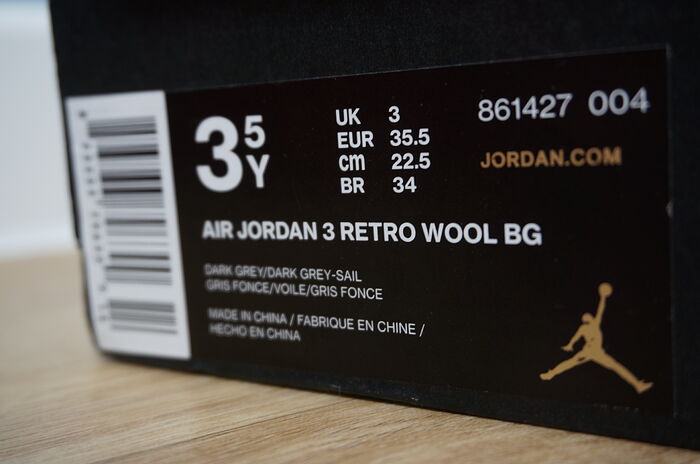 3 5 Y
UK 3
EUR 35.5
cm 22.5
BR 34
861427 004
JORDAN.COM
AIR JORDAN 3 RETRO WOOL BG
DARK GREY/DARK GREY-SAIL
GRIS FONCE/VOILE/GRIS FONCE
MADE IN CHINA / FABRIQUE EN CHINE /
HECHO EN CHINA